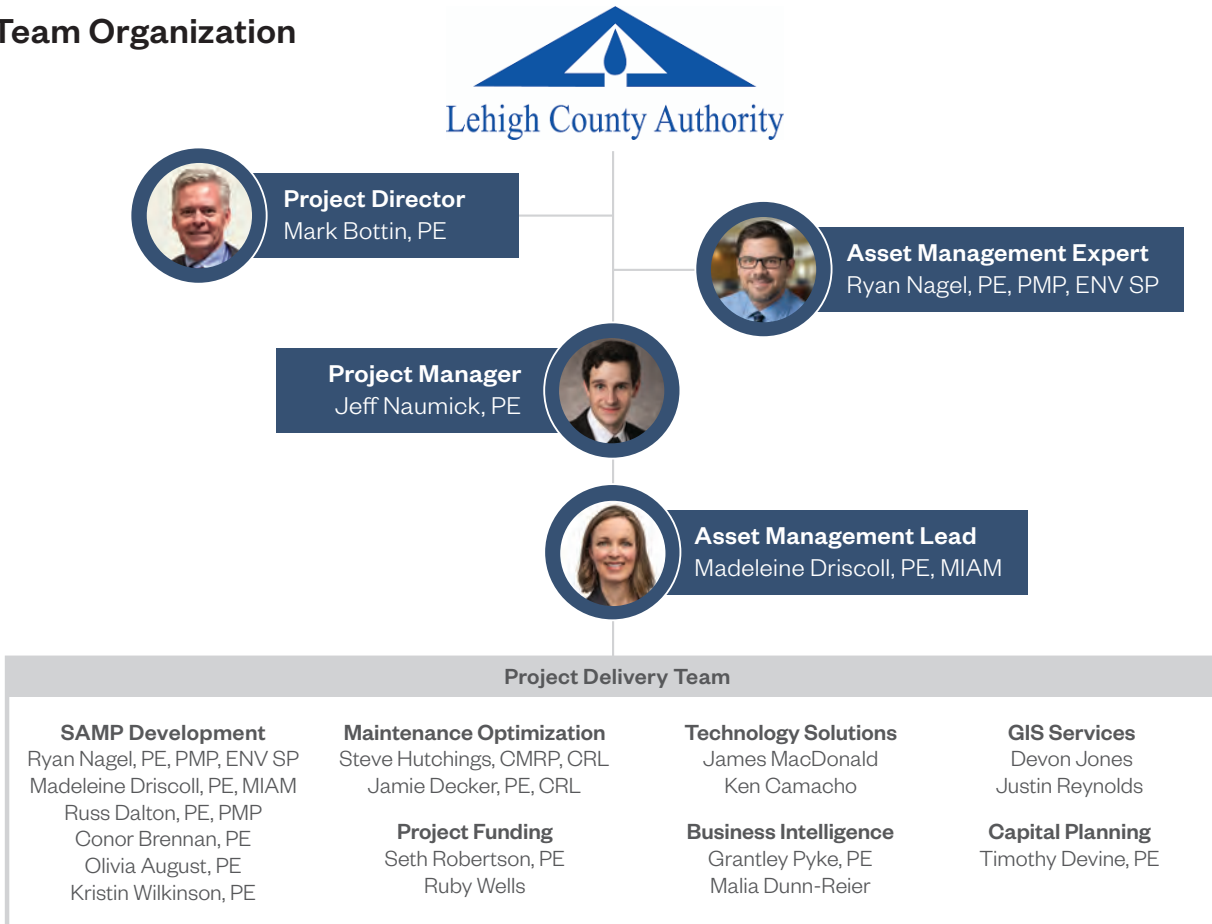 Team Organization
Lehigh County Authority
Project Director
Mark Bottin, PE
Asset Management Expert
Ryan Nagel, PE, PMP, ENV SP
Project Manager
Jeff Naumick, PE
Asset Management Lead
Madeleine Driscoll, PE, MIAM
Project Delivery Team
SAMP Development
Ryan Nagel, PE, PMP, ENV SP
Madeleine Driscoll, PE, MIAM
Russ Dalton, PE, PMP
Conor Brennan, PE
Olivia August, PE
Kristin Wilkinson, PE
Maintenance Optimization
Steve Hutchings, CMRP, CRL
Jamie Decker, PE, CRL
Project Funding
Seth Robertson, PE
Ruby Wells
Technology Solutions
James MacDonald
Ken Camacho
Business Intelligence
Grantley Pyke, PE
Malia Dunn-Reier
GIS Services
Devon Jones
Justin Reynolds
Capital Planning
Timothy Devine, PE